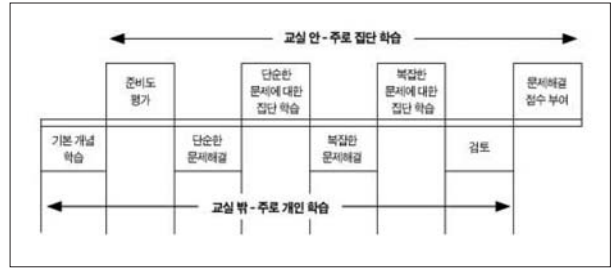 교실 안 - 주로 집단 학습
준비도
평가
단순한
문제에 대한
집단 학습
복잡한
문제에 대한
집단 학습
문제해결
점수 부여
기본 개념
학습
단순한
문제해결
복잡한
문제해결
검토
교실 밖 - 주로 개인 학습